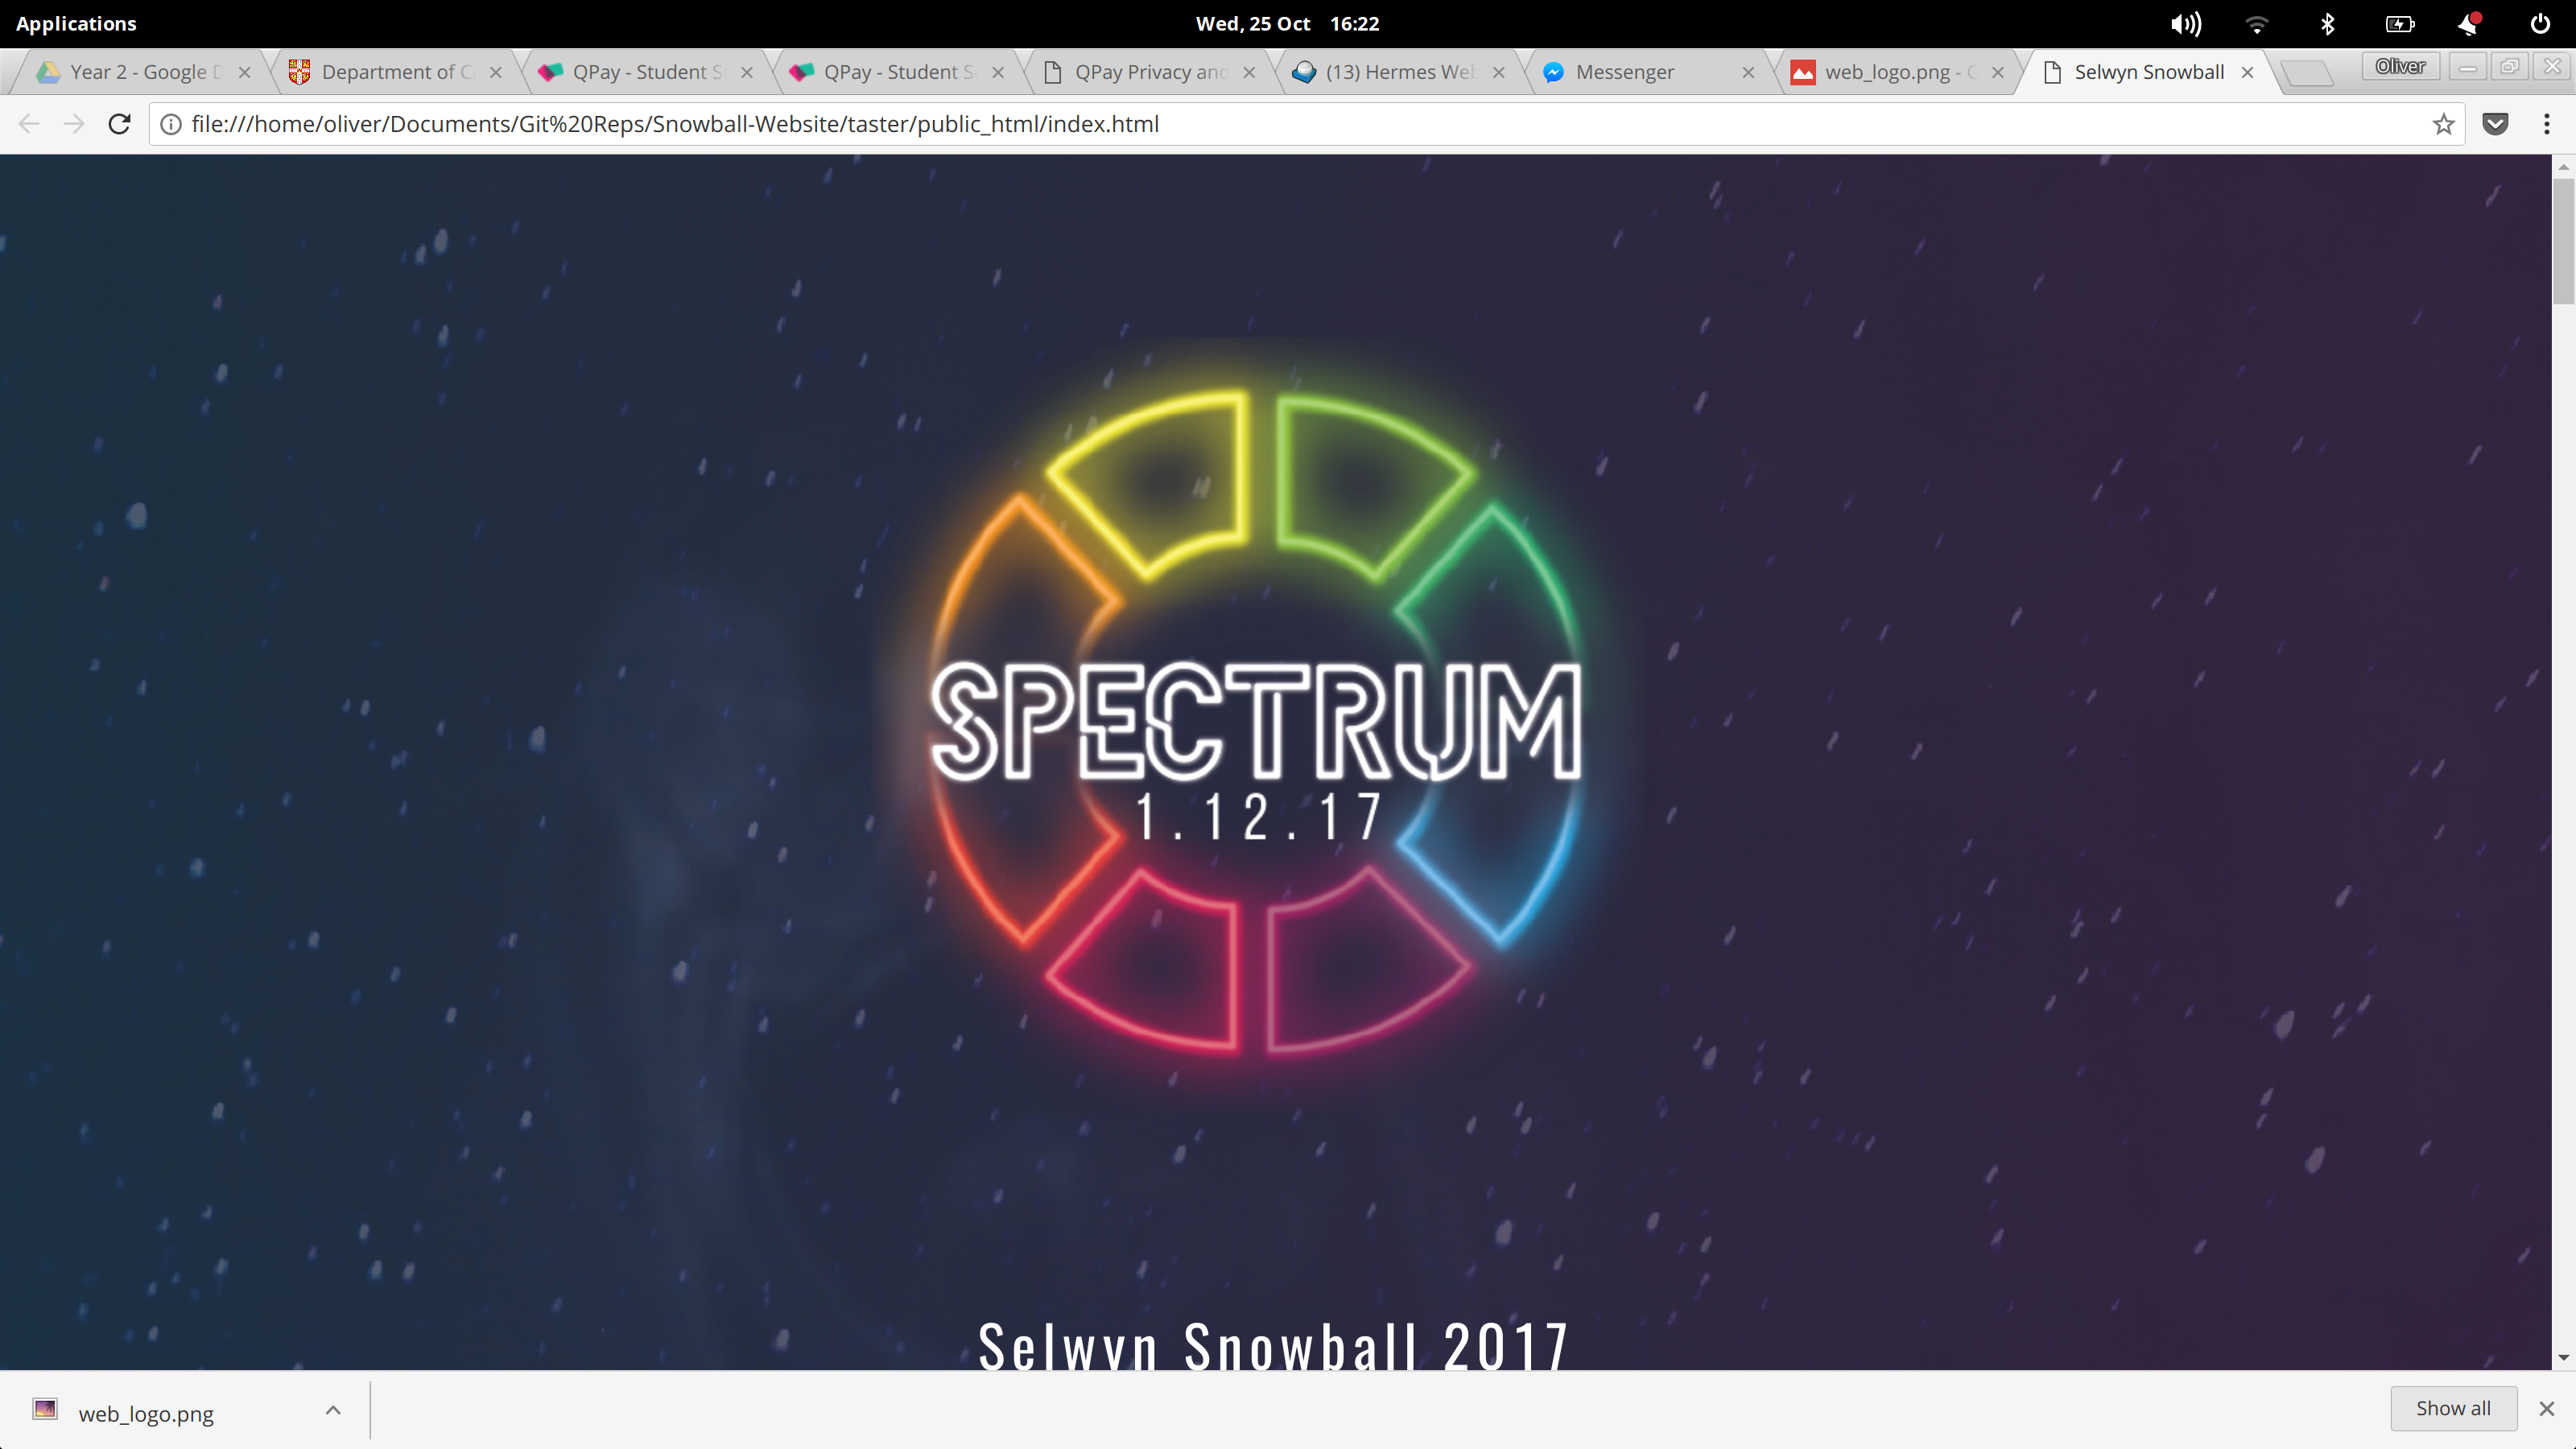 Applications
Wed, 25 Oct 16:22
Year 2 - Google D
Department of C
QPay - Student S
QPay - Student S
QPay Privacy and
(13) Hermes Web
Messenger
web_logo.png - G
Selwyn Snowball
Oliver
file:///home/oliver/Documents/Git%20Reps/Snowball-Website/taster/public_html/index.html
SPECTRUM
1.12.17
Selwyn Snowball 2017
web_logo.png
Show all